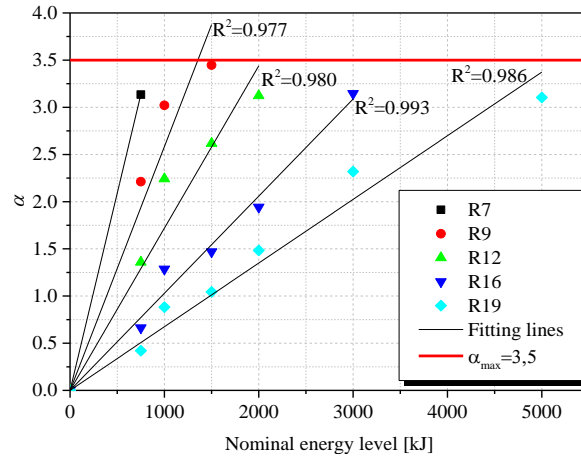 4.0
3.5
3.0
2.5
2.0
1.5
1.0
0.5
0.0
α
R²=0.977
R²=0.980
R²=0.993
R²=0.986
R7
R9
R12
R16
R19
Fitting lines
αmax=3,5
0 1000 2000 3000 4000 5000
Nominal energy level [kJ]